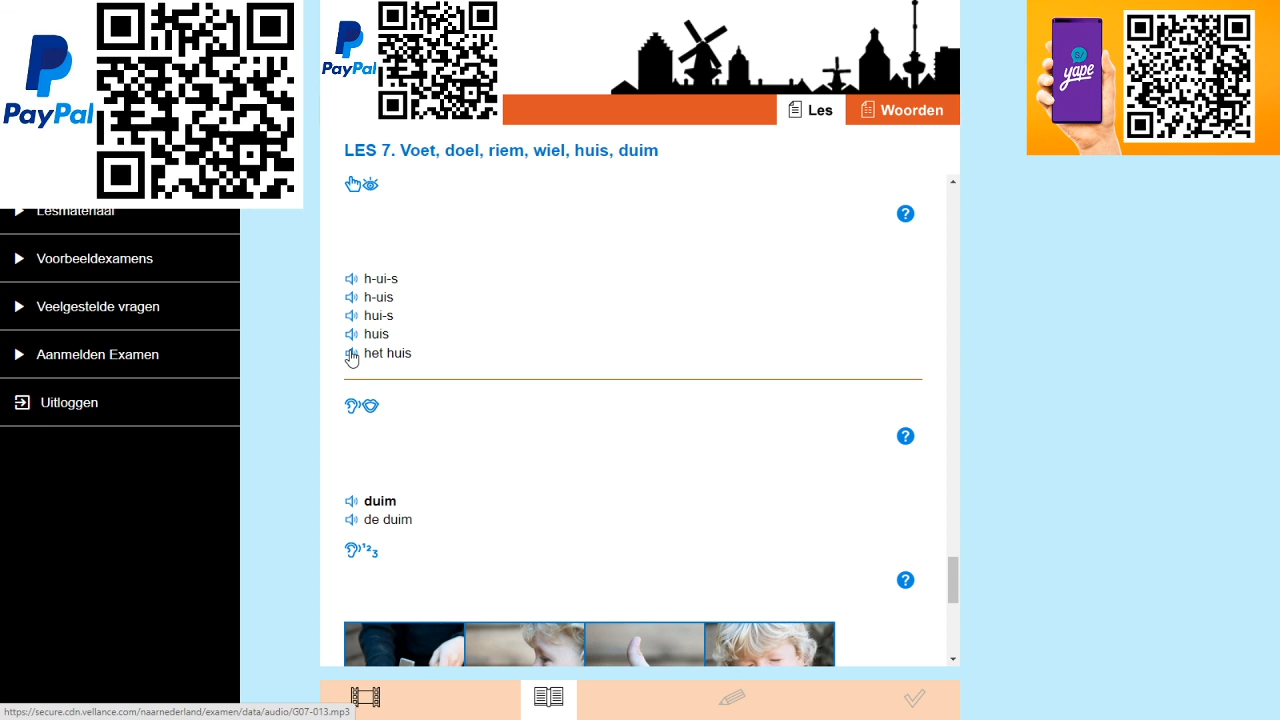 PayPal
PayPal
yape
Les
Woorden
LES 7. Voet, doel, riem, wiel, huis, duim
Lesmateriaal
Voorbeeldexamens
Veelgestelde vragen
Aanmelden Examen
Uitloggen
?
h-ui-s
h-uis
hui-s
huis
het huis
?
duim
de duim
123
?
https://secure.cdn.vellance.com/naarnederland/examen/data/audio/G07-013.mp3